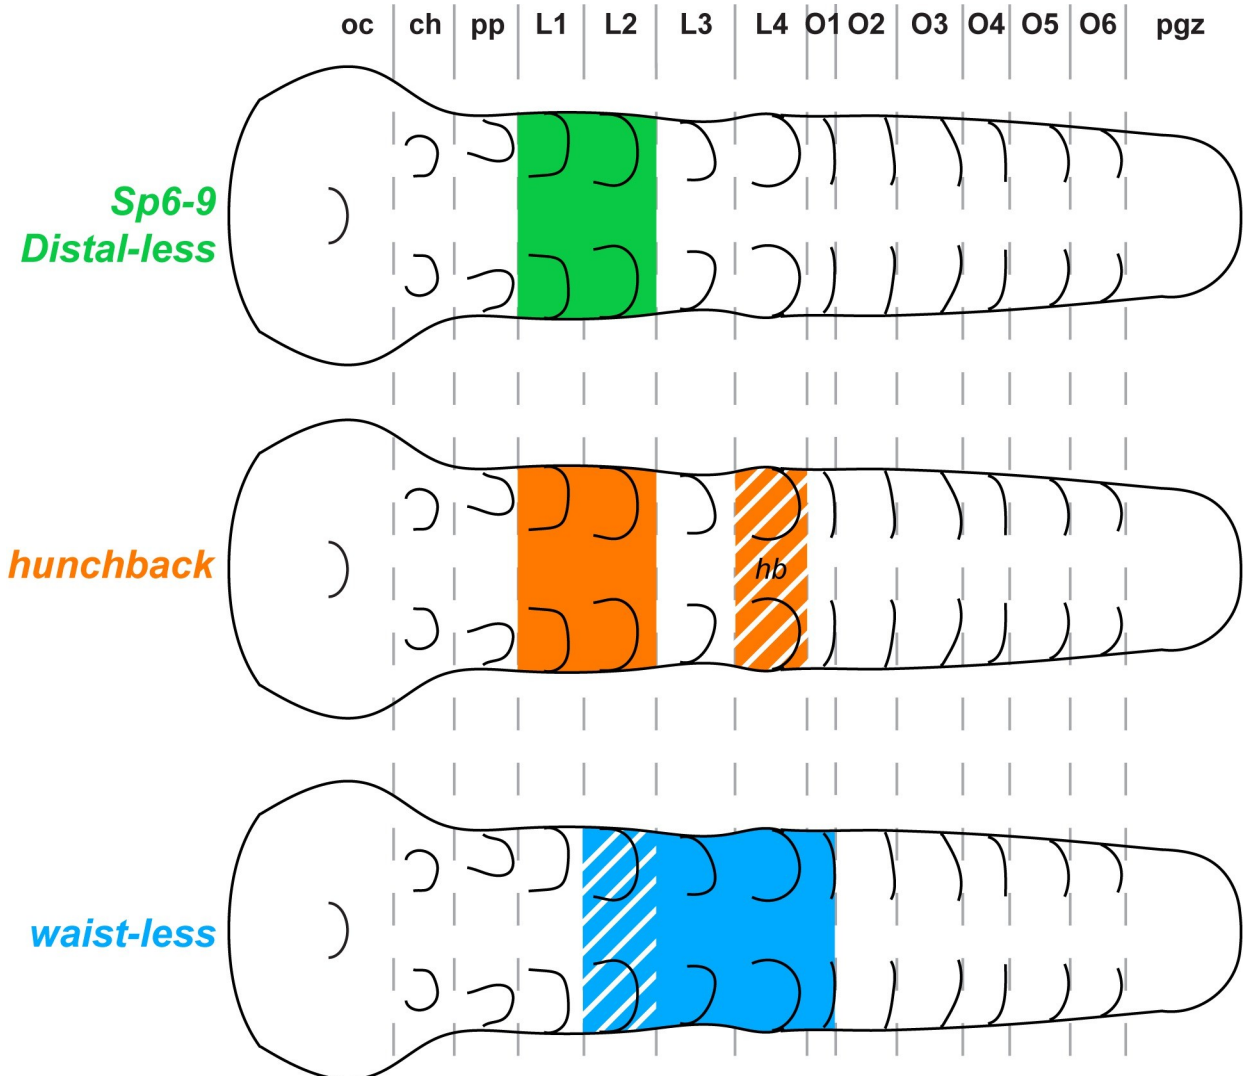 oc ch pp L1 L2 L3 L4 O1 O2 O3 O4 O5 O6 pgz
Sp6-9
Distal-less
hunchback
hb
waist-less